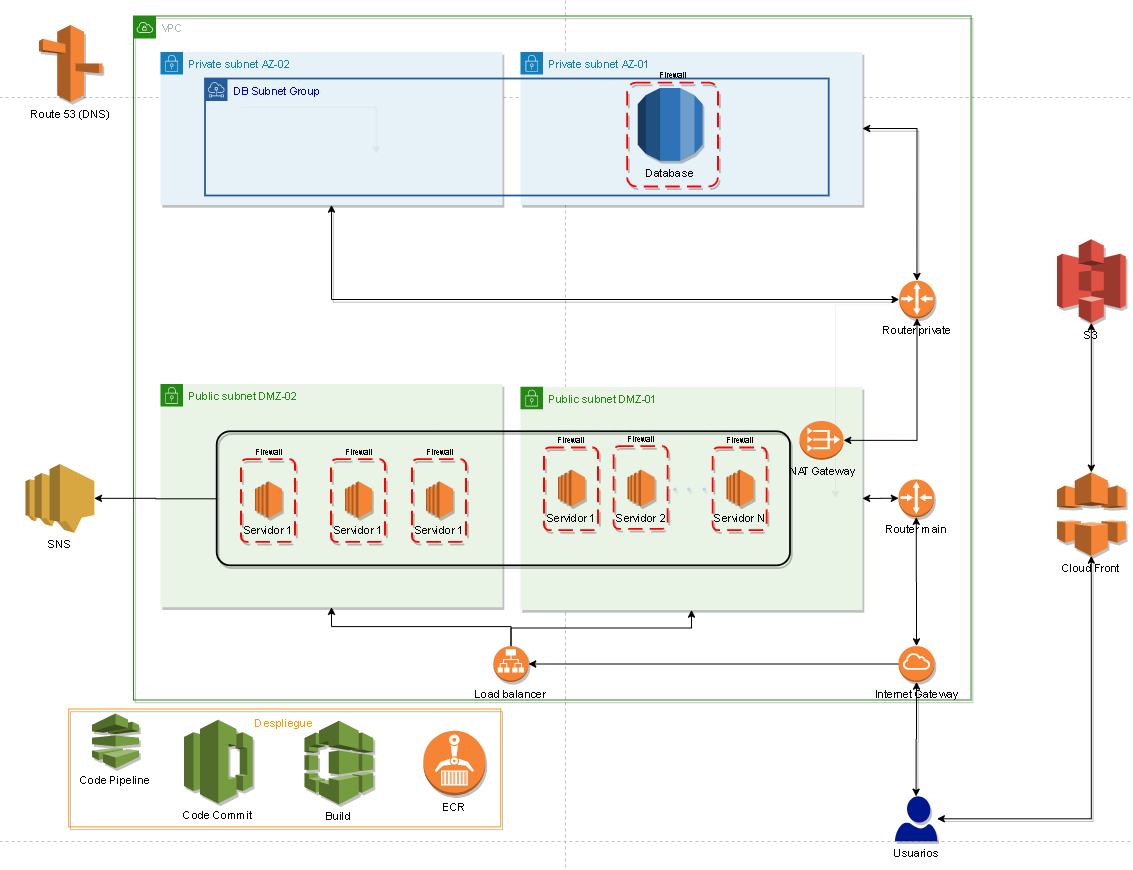 VPC
Private subnet AZ-02
Private subnet AZ-01
Firewall
DB Subnet Group
Route 53 (DNS)
Database
Router private
S3
Public subnet DMZ-02
Public subnet DMZ-01
Firewall
Firewall
Firewall
Firewall
Firewall
Firewall
NAT Gateway
Servidor 1
Servidor 1
Servidor 1
Servidor 1
Servidor 2
Servidor N
Router main
SNS
Cloud Front
Load balancer
Internet Gateway
Despliegue
Code Pipeline
Code Commit
Build
ECR
Usuarios